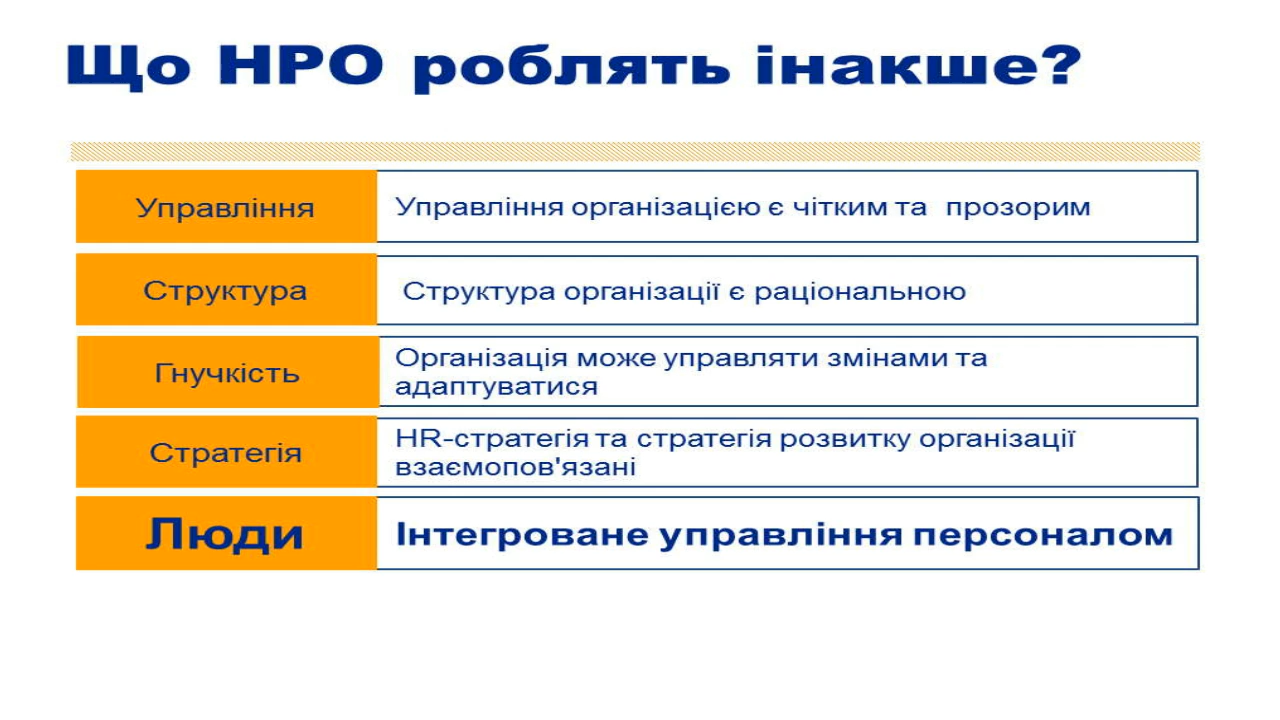 Що НРО роблять інакше?
Управління
Управління організацією є чітким та прозорим
Структура
Структура організації є раціональною
Гнучкість
Організація може управляти змінами та
адаптуватися
Стратегія
HR-стратегія та стратегія розвитку організації
взаємопов'язані
Люди
Інтегроване управління персоналом